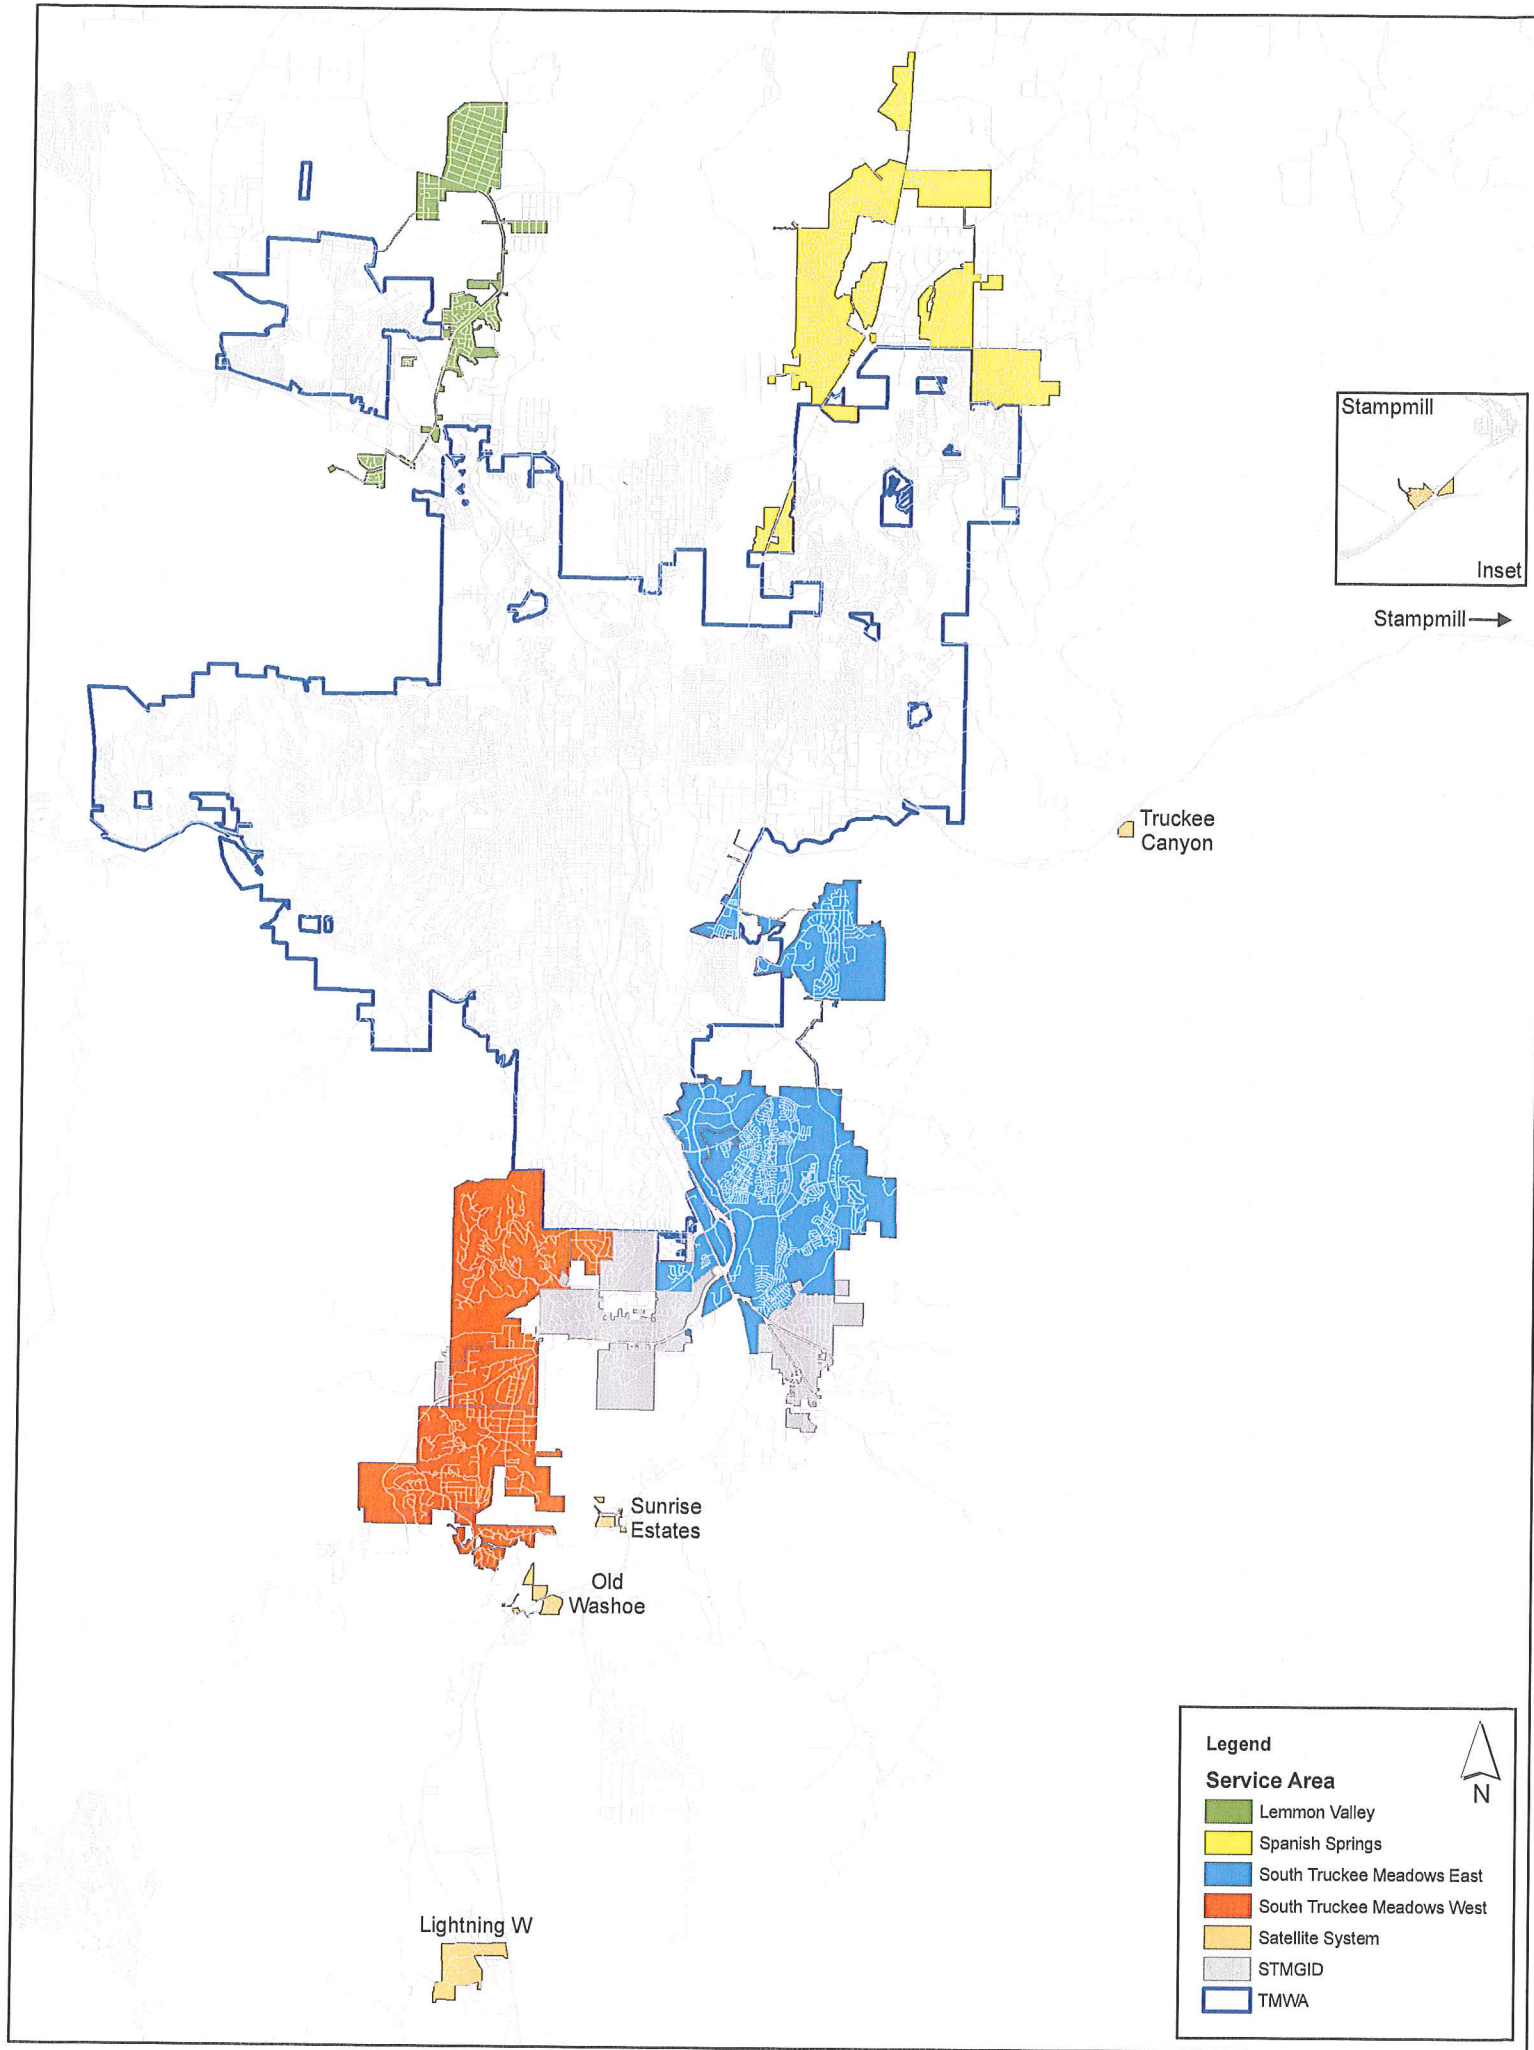 Stampmill
Inset
Stampmill
Truckee
Canyon
Sunrise
Estates
Old
Washoe
Lightning W
Legend
N
Service Area
Lemmon Valley
Spanish Springs
South Truckee Meadows East
South Truckee Meadows West
Satellite System
STMGID
TMWA